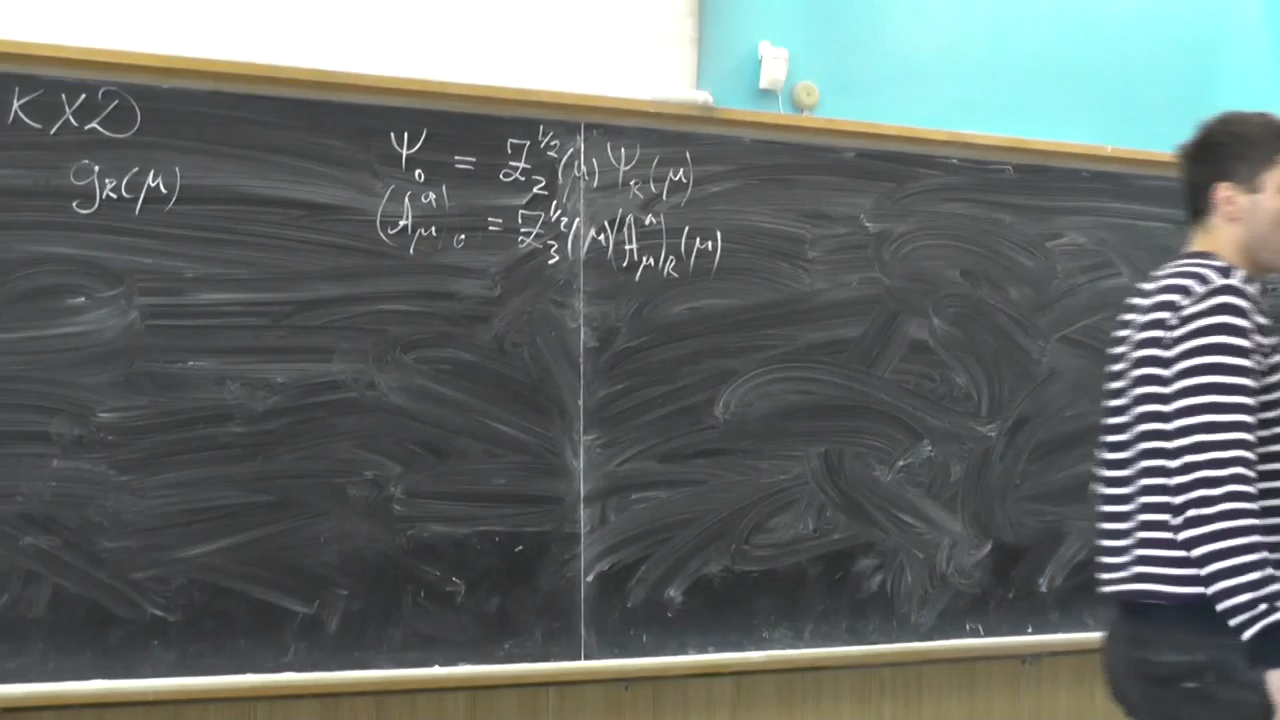 КХД
g_R(μ)
Ψ_0 = Z_2^{1/2}(μ) Ψ_R(μ)
(A_μ^a)_0 = Z_3^{1/2}(μ)(A_μ^a)_R(μ)